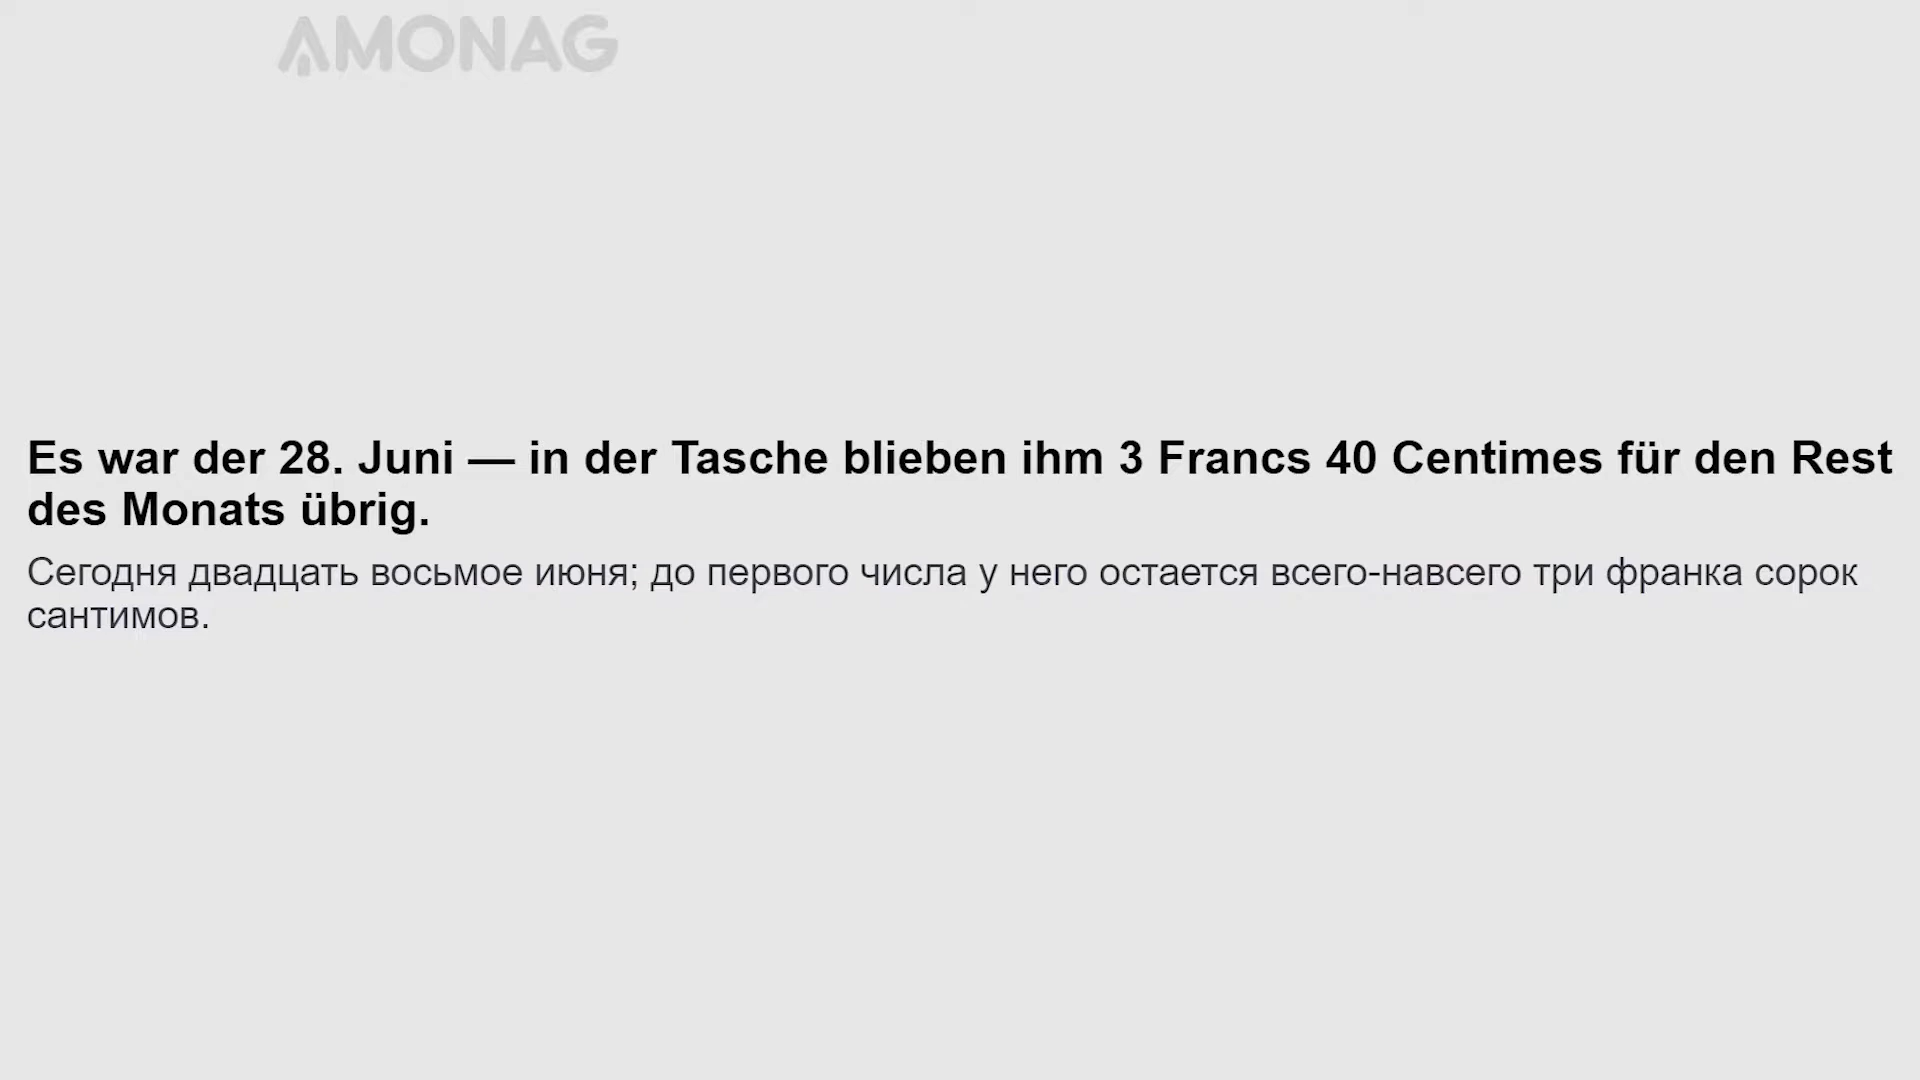 AMONAG
Es war der 28. Juni — in der Tasche blieben ihm 3 Francs 40 Centimes für den Rest
des Monats übrig.
Сегодня двадцать восьмое июня; до первого числа у него остается всего-навсего три франка сорок
сантимов.